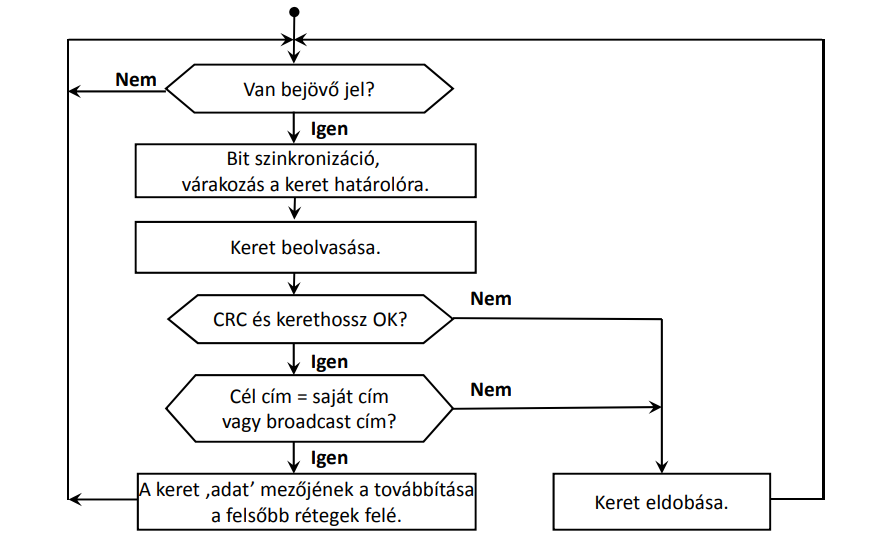 Nem
Van bejövő jel?
Igen
Bit szinkronizáció,
várakozás a keret határolóra.
Keret beolvasása.
Nem
CRC és kerethossz OK?
Igen
Nem
Cél cím = saját cím
vagy broadcast cím?
Igen
A keret ‚adat’ mezőjének a továbbítása
a felsőbb rétegek felé.
Keret eldobása.